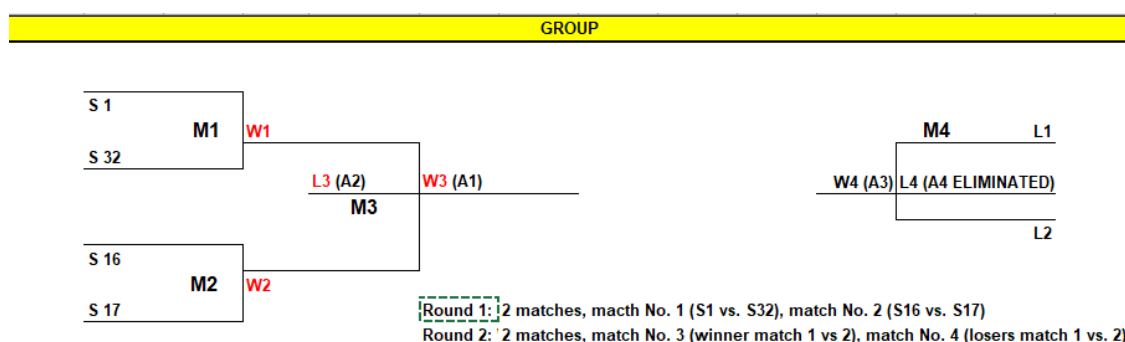 GROUP
S 1
M1
W1
S 32
M4
L1
L3 (A2)
W3 (A1)
M3
W4 (A3)
L4 (A4 ELIMINATED)
L2
S 16
M2
W2
S 17
Round 1: 2 matches, macth No. 1 (S1 vs. S32), match No. 2 (S16 vs. S17)
Round 2: '2 matches, match No. 3 (winner match 1 vs 2), match No. 4 (losers match 1 vs. 2)